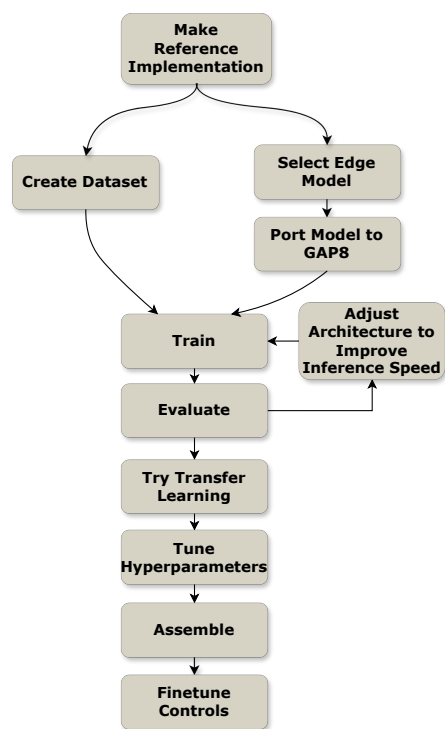 Make
Reference
Implementation
Create Dataset
Select Edge
Model
Port Model to
GAP8
Adjust
Architecture to
Improve
Inference Speed
Train
Evaluate
Try Transfer
Learning
Tune
Hyperparameters
Assemble
Finetune
Controls